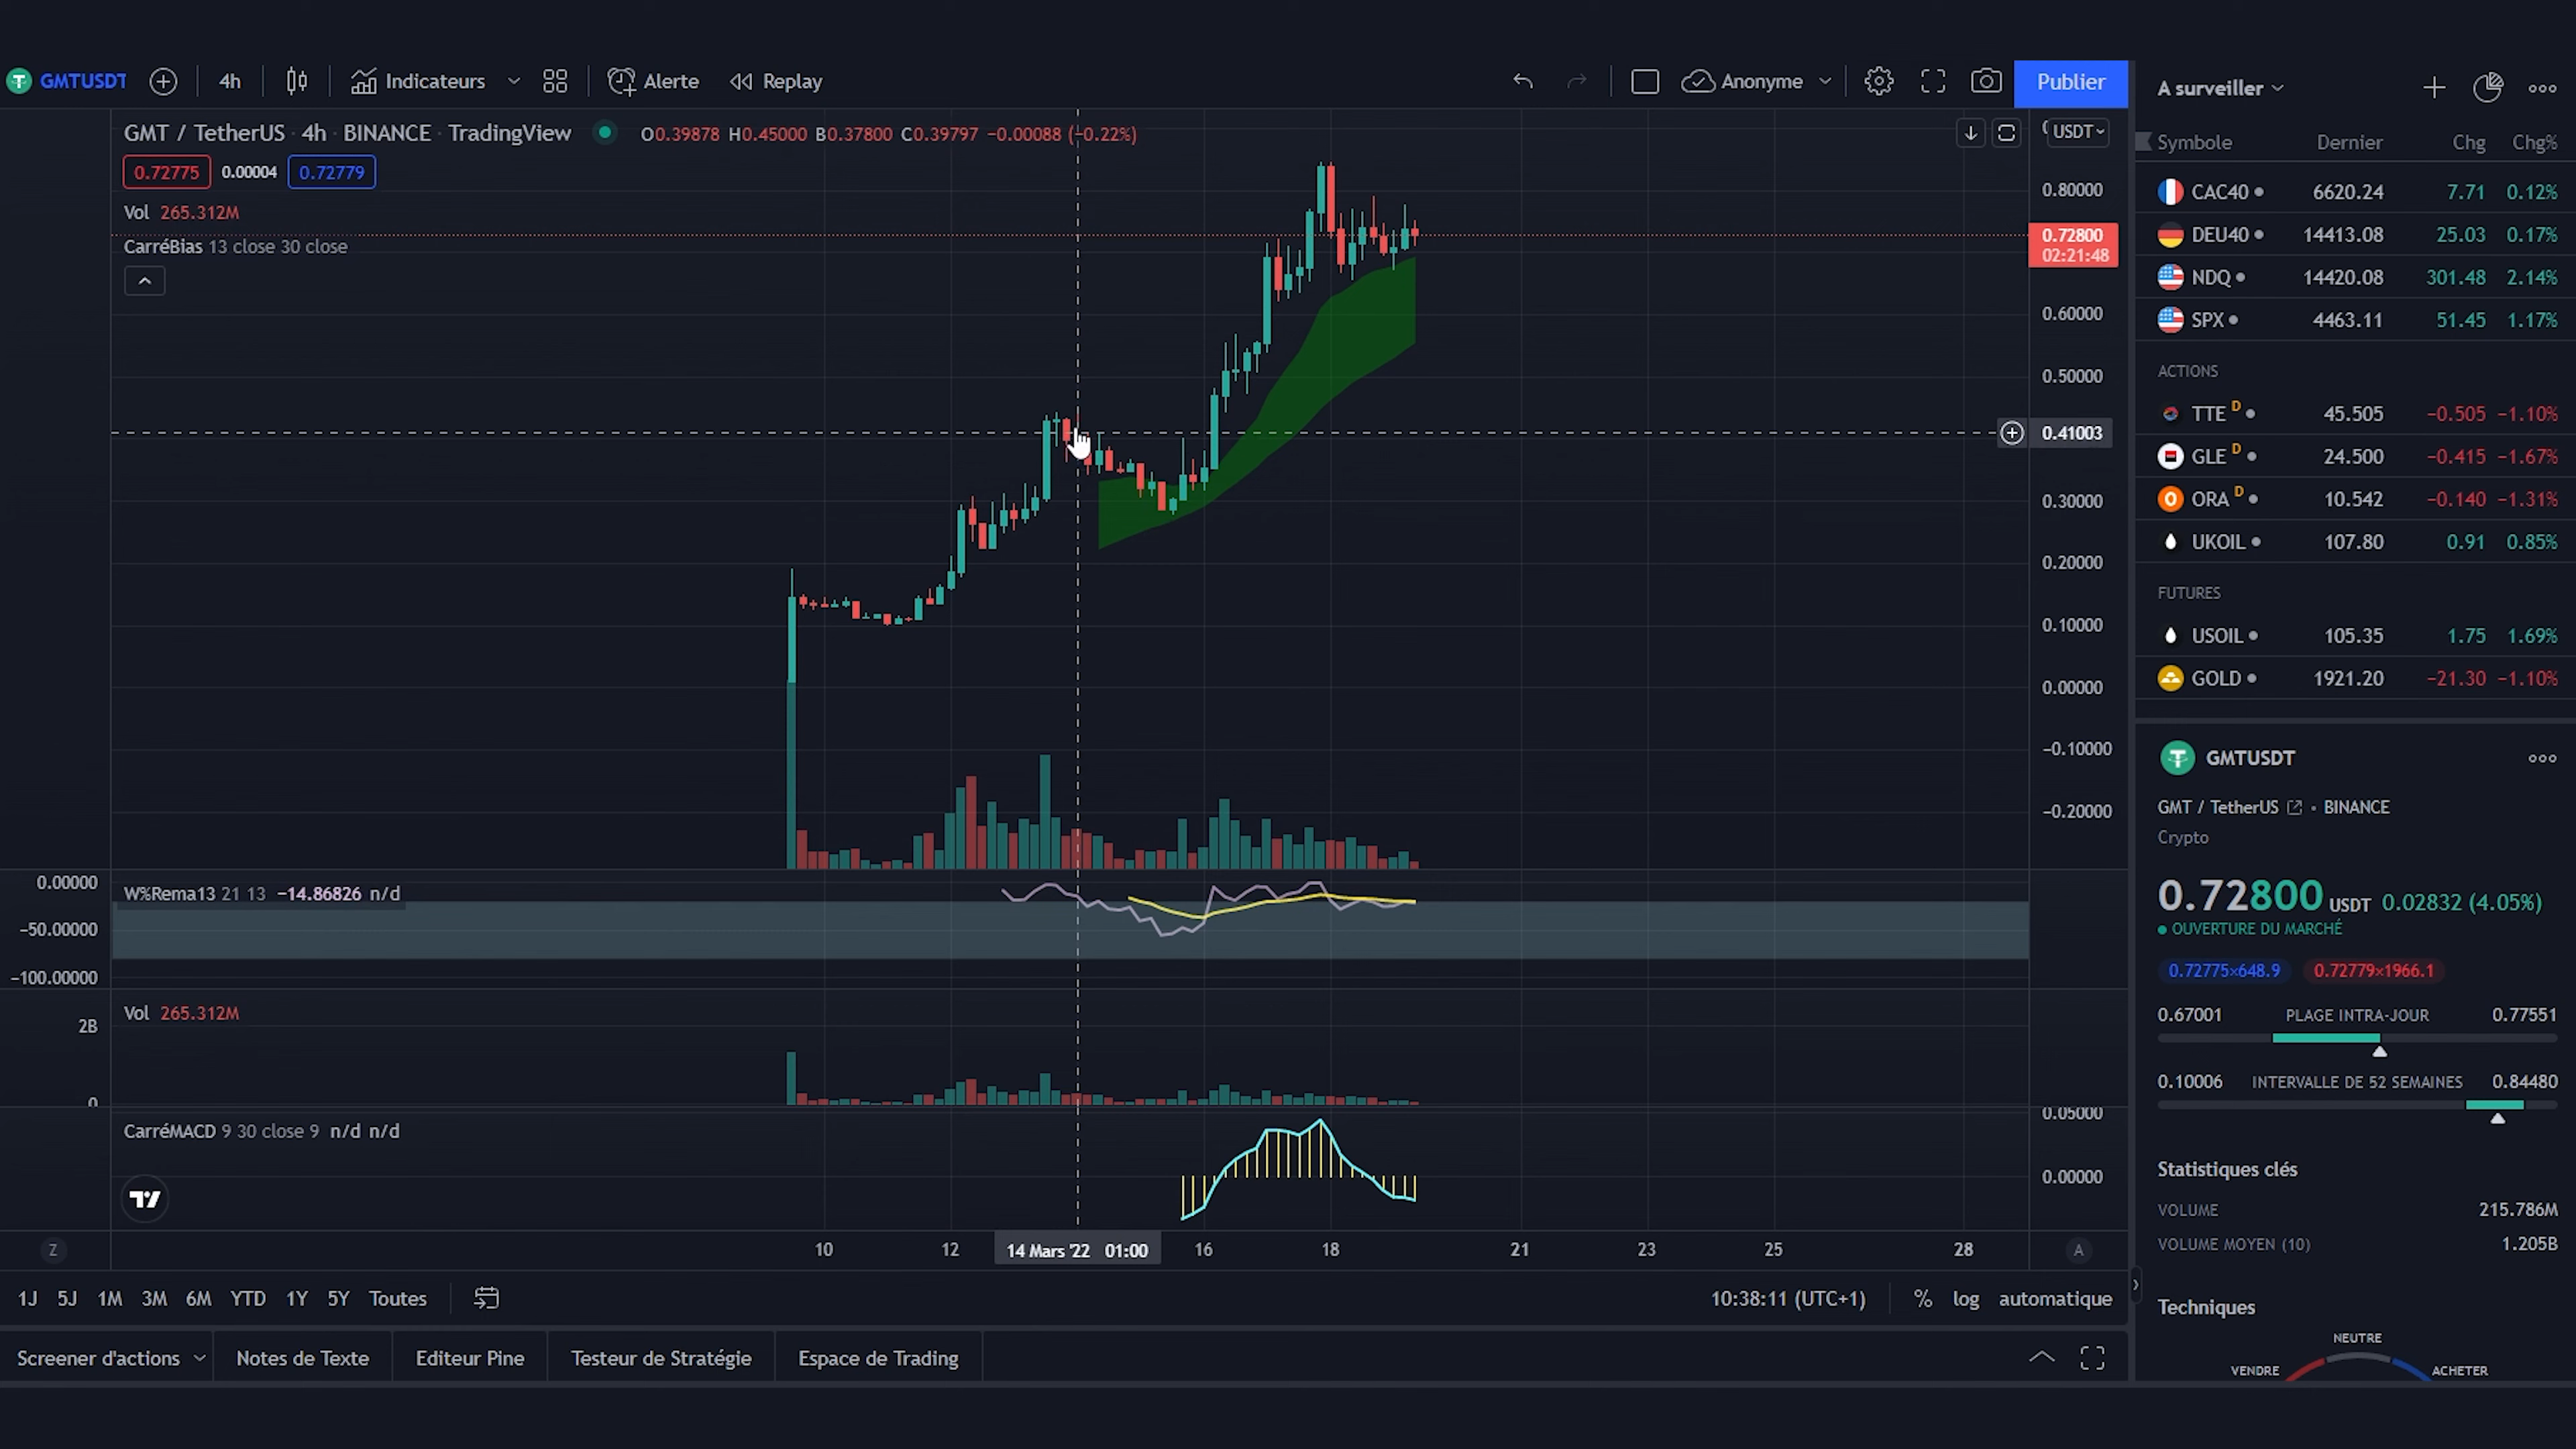 GMTUSDT 4h Indicateurs Alerte Replay Anonyme Publier
GMT / TetherUS · 4h · BINANCE · TradingView O0.39878 H0.45000 B0.37800 C0.39797 −0.00088 (−0.22%)
0.72775 0.00004 0.72779
Vol 265.312M
CarréBias 13 close 30 close
USDT
0.80000
0.72800
02:21:48
0.60000
0.50000
0.41003
0.30000
0.20000
0.10000
0.00000
−0.10000
−0.20000
0.00000
W%Rema13 21 13 −14.86826 n/d
−50.00000
−100.00000
Vol 265.312M
2B
0
CarréMACD 9 30 close 9 n/d n/d
0.05000
0.00000
Z 10 12 14 Mars '22 01:00 16 18 21 23 25 28 A
1J 5J 1M 3M 6M YTD 1Y 5Y Toutes 10:38:11 (UTC+1) % log automatique
Screener d'actions Notes de Texte Editeur Pine Testeur de Stratégie Espace de Trading
A surveiller
Symbole Dernier Chg Chg%
CAC40 6620.24 7.71 0.12%
DEU40 14413.08 25.03 0.17%
NDQ 14420.08 301.48 2.14%
SPX 4463.11 51.45 1.17%
ACTIONS
TTE D 45.505 −0.505 −1.10%
GLE D 24.500 −0.415 −1.67%
ORA D 10.542 −0.140 −1.31%
UKOIL 107.80 0.91 0.85%
FUTURES
USOIL 105.35 1.75 1.69%
GOLD 1921.20 −21.30 −1.10%
GMTUSDT
GMT / TetherUS · BINANCE
Crypto
0.72800 USDT 0.02832 (4.05%)
OUVERTURE DU MARCHÉ
0.72775×648.9 0.72779×1966.1
0.67001 PLAGE INTRA-JOUR 0.77551
0.10006 INTERVALLE DE 52 SEMAINES 0.84480
Statistiques clés
VOLUME 215.786M
VOLUME MOYEN (10) 1.205B
Techniques
NEUTRE
VENDRE ACHETER